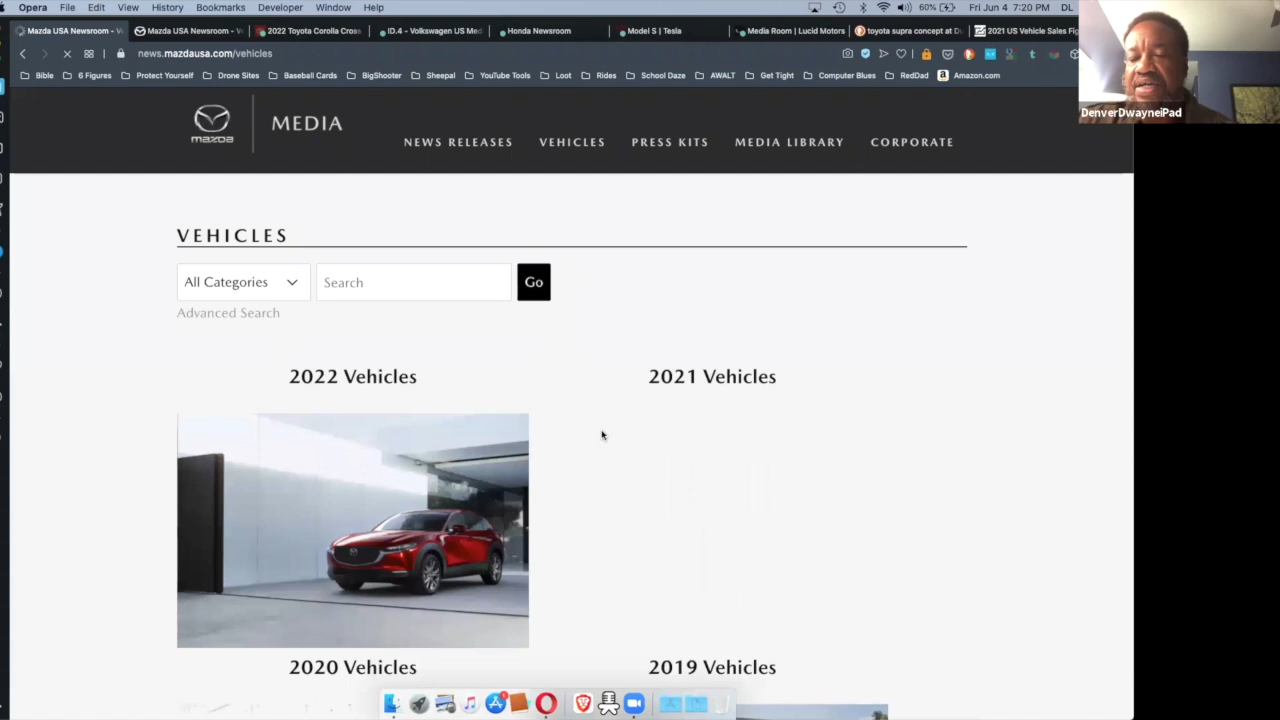 Opera File Edit View History Bookmarks Developer Window Help 60% Fri Jun 4 7:20 PM DL
Mazda USA Newsroom - V Mazda USA Newsroom - V 2022 Toyota Corolla Cross ID.4 - Volkswagen US Med Honda Newsroom Model S | Tesla Media Room | Lucid Motors toyota supra concept at D 2021 US Vehicle Sales Fig
news.mazdausa.com/vehicles
Bible 6 Figures Protect Yourself Drone Sites Baseball Cards BigShooter Sheepal YouTube Tools Loot Rides School Daze AWALT Get Tight Computer Blues RedDad Amazon.com
DenverDwayneiPad
mazda MEDIA
NEWS RELEASES VEHICLES PRESS KITS MEDIA LIBRARY CORPORATE
VEHICLES
All Categories Search Go
Advanced Search
2022 Vehicles 2021 Vehicles
2020 Vehicles 2019 Vehicles